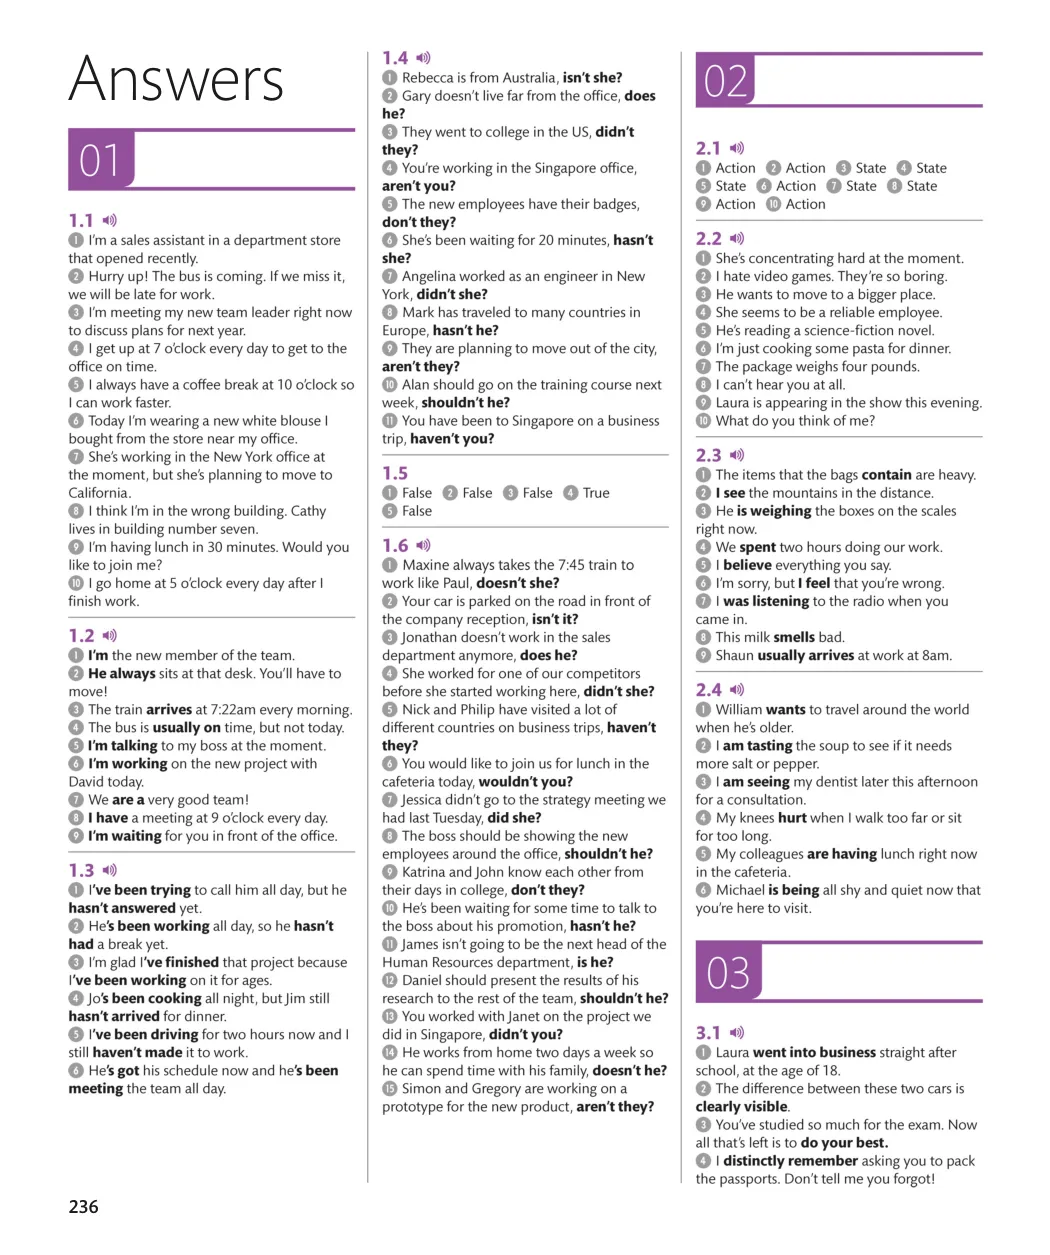 Answers
01
1.1
1 I'm a sales assistant in a department store
that opened recently.
2 Hurry up! The bus is coming. If we miss it,
we will be late for work.
3 I'm meeting my new team leader right now
to discuss plans for next year.
4 I get up at 7 o'clock every day to get to the
office on time.
5 I always have a coffee break at 10 o'clock so
I can work faster.
6 Today I'm wearing a new white blouse I
bought from the store near my office.
7 She's working in the New York office at
the moment, but she's planning to move to
California.
8 I think I'm in the wrong building. Cathy
lives in building number seven.
9 I'm having lunch in 30 minutes. Would you
like to join me?
10 I go home at 5 o'clock every day after I
finish work.
1.2
1 I'm the new member of the team.
2 He always sits at that desk. You'll have to
move!
3 The train arrives at 7:22am every morning.
4 The bus is usually on time, but not today.
5 I'm talking to my boss at the moment.
6 I'm working on the new project with
David today.
7 We are a very good team!
8 I have a meeting at 9 o'clock every day.
9 I'm waiting for you in front of the office.
1.3
1 I've been trying to call him all day, but he
hasn't answered yet.
2 He's been working all day, so he hasn't
had a break yet.
3 I'm glad I've finished that project because
I've been working on it for ages.
4 Jo's been cooking all night, but Jim still
hasn't arrived for dinner.
5 I've been driving for two hours now and I
still haven't made it to work.
6 He's got his schedule now and he's been
meeting the team all day.
1.4
1 Rebecca is from Australia, isn't she?
2 Gary doesn't live far from the office, does
he?
3 They went to college in the US, didn't
they?
4 You're working in the Singapore office,
aren't you?
5 The new employees have their badges,
don't they?
6 She's been waiting for 20 minutes, hasn't
she?
7 Angelina worked as an engineer in New
York, didn't she?
8 Mark has traveled to many countries in
Europe, hasn't he?
9 They are planning to move out of the city,
aren't they?
10 Alan should go on the training course next
week, shouldn't he?
11 You have been to Singapore on a business
trip, haven't you?
1.5
1 False 2 False 3 False 4 True
5 False
1.6
1 Maxine always takes the 7:45 train to
work like Paul, doesn't she?
2 Your car is parked on the road in front of
the company reception, isn't it?
3 Jonathan doesn't work in the sales
department anymore, does he?
4 She worked for one of our competitors
before she started working here, didn't she?
5 Nick and Philip have visited a lot of
different countries on business trips, haven't
they?
6 You would like to join us for lunch in the
cafeteria today, wouldn't you?
7 Jessica didn't go to the strategy meeting we
had last Tuesday, did she?
8 The boss should be showing the new
employees around the office, shouldn't he?
9 Katrina and John know each other from
their days in college, don't they?
10 He's been waiting for some time to talk to
the boss about his promotion, hasn't he?
11 James isn't going to be the next head of the
Human Resources department, is he?
12 Daniel should present the results of his
research to the rest of the team, shouldn't he?
13 You worked with Janet on the project we
did in Singapore, didn't you?
14 He works from home two days a week so
he can spend time with his family, doesn't he?
15 Simon and Gregory are working on a
prototype for the new product, aren't they?
02
2.1
1 Action 2 Action 3 State 4 State
5 State 6 Action 7 State 8 State
9 Action 10 Action
2.2
1 She's concentrating hard at the moment.
2 I hate video games. They're so boring.
3 He wants to move to a bigger place.
4 She seems to be a reliable employee.
5 He's reading a science-fiction novel.
6 I'm just cooking some pasta for dinner.
7 The package weighs four pounds.
8 I can't hear you at all.
9 Laura is appearing in the show this evening.
10 What do you think of me?
2.3
1 The items that the bags contain are heavy.
2 I see the mountains in the distance.
3 He is weighing the boxes on the scales
right now.
4 We spent two hours doing our work.
5 I believe everything you say.
6 I'm sorry, but I feel that you're wrong.
7 I was listening to the radio when you
came in.
8 This milk smells bad.
9 Shaun usually arrives at work at 8am.
2.4
1 William wants to travel around the world
when he's older.
2 I am tasting the soup to see if it needs
more salt or pepper.
3 I am seeing my dentist later this afternoon
for a consultation.
4 My knees hurt when I walk too far or sit
for too long.
5 My colleagues are having lunch right now
in the cafeteria.
6 Michael is being all shy and quiet now that
you're here to visit.
03
3.1
1 Laura went into business straight after
school, at the age of 18.
2 The difference between these two cars is
clearly visible.
3 You've studied so much for the exam. Now
all that's left is to do your best.
4 I distinctly remember asking you to pack
the passports. Don't tell me you forgot!
236